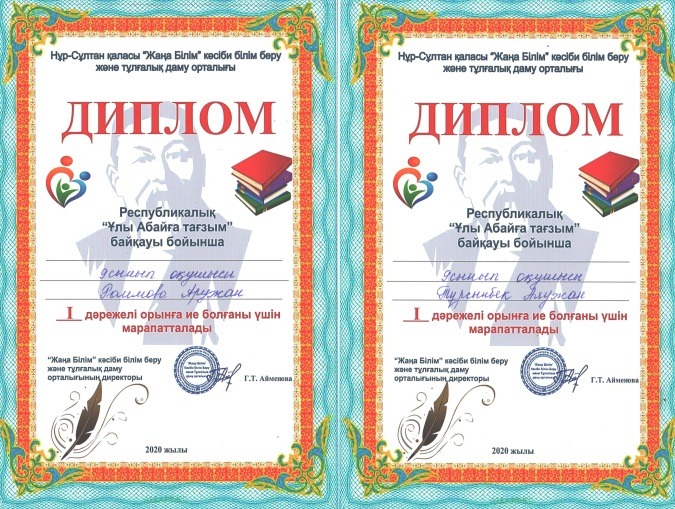 Нұр-Сұлтан қаласы "Жаңа Білім" кәсіби білім беру
және тұлғалық даму орталығы
ДИПЛОМ
Республикалық
"Ұлы Абайға тағзым"
байқауы бойынша
9 сынып оқушысы
Аружан
I дәрежелі орынға ие болғаны үшін
марапатталады
"Жаңа Білім" кәсіби білім беру
және тұлғалық даму
орталығының директоры
Г.Т. Айменова
2020 жылы
Нұр-Сұлтан қаласы "Жаңа Білім" кәсіби білім беру
және тұлғалық даму орталығы
ДИПЛОМ
Республикалық
"Ұлы Абайға тағзым"
байқауы бойынша
9 сынып оқушысы
I дәрежелі орынға ие болғаны үшін
марапатталады
"Жаңа Білім" кәсіби білім беру
және тұлғалық даму
орталығының директоры
Г.Т. Айменова
2020 жылы